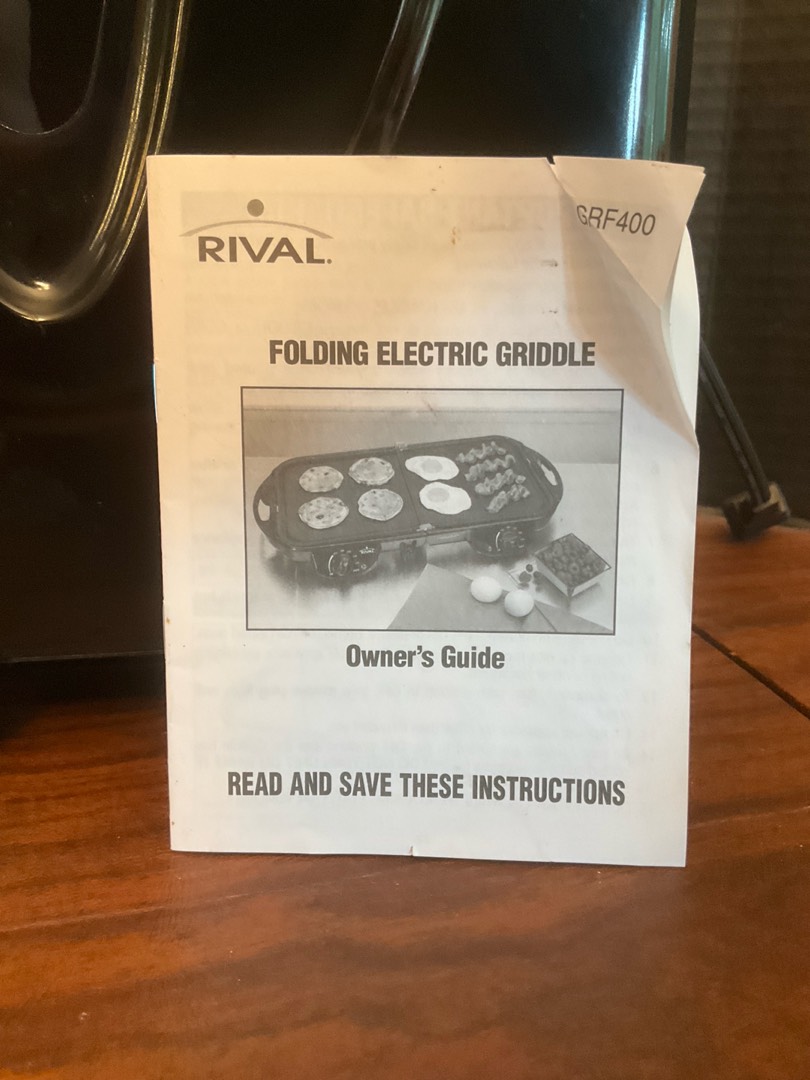 RIVAL.
GRF400
FOLDING ELECTRIC GRIDDLE
Owner's Guide
READ AND SAVE THESE INSTRUCTIONS